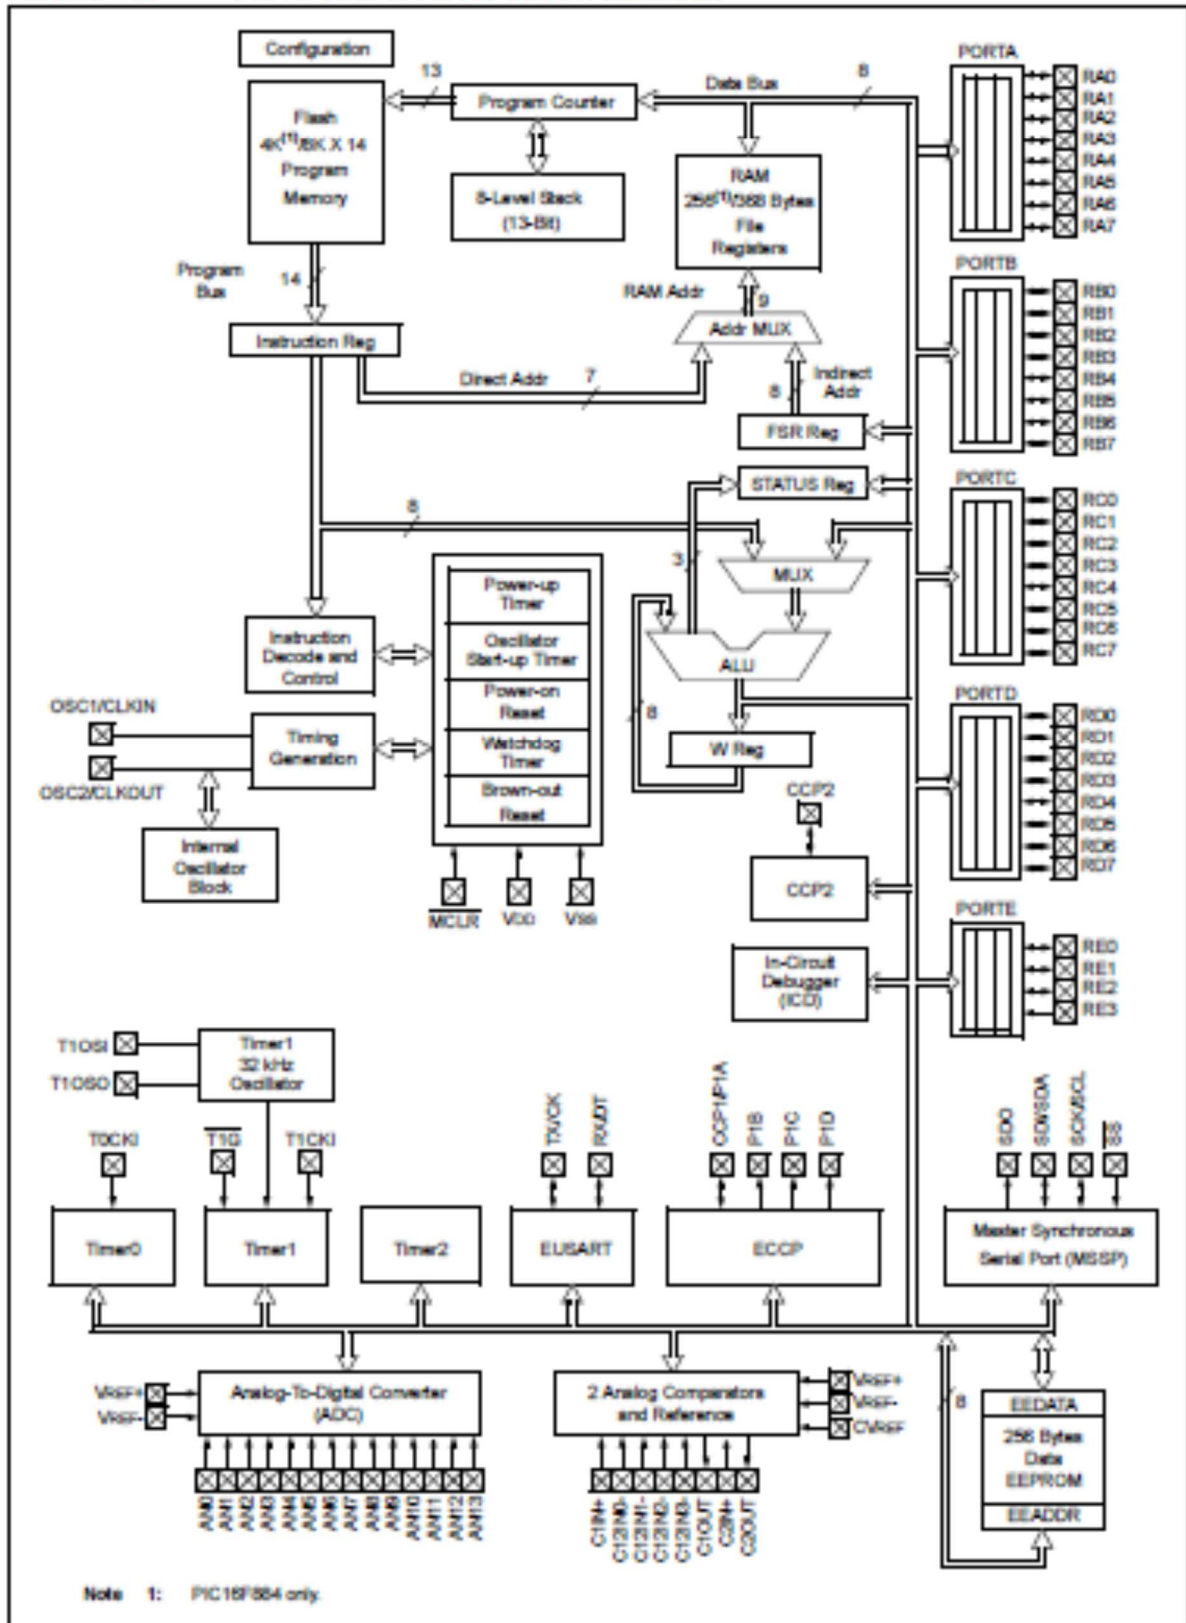 Configuration
Flash
4K(1)/8K X 14
Program
Memory
13
Program Counter
8-Level Stack
(13-Bit)
Data Bus
8
RAM
256(1)/368 Bytes
File
Registers
Program
Bus
14
RAM Addr
9
Addr MUX
Instruction Reg
Direct Addr
7
Indirect
Addr
8
FSR Reg
STATUS Reg
8
3
MUX
ALU
8
W Reg
Instruction
Decode and
Control
Power-up
Timer
Oscillator
Start-up Timer
Power-on
Reset
Watchdog
Timer
Brown-out
Reset
OSC1/CLKIN
OSC2/CLKOUT
Timing
Generation
Internal
Oscillator
Block
MCLR
VDD
VSS
CCP2
CCP2
In-Circuit
Debugger
(ICD)
PORTA
RA0
RA1
RA2
RA3
RA4
RA5
RA6
RA7
PORTB
RB0
RB1
RB2
RB3
RB4
RB5
RB6
RB7
PORTC
RC0
RC1
RC2
RC3
RC4
RC5
RC6
RC7
PORTD
RD0
RD1
RD2
RD3
RD4
RD5
RD6
RD7
PORTE
RE0
RE1
RE2
RE3
T1OSI
T1OSO
Timer1
32 kHz
Oscillator
T0CKI
T1G
T1CKI
TX/CK
RX/DT
CCP1/P1A
P1B
P1C
P1D
SDO
SDI/SDA
SCK/SCL
SS
Timer0
Timer1
Timer2
EUSART
ECCP
Master Synchronous
Serial Port (MSSP)
VREF+
VREF-
Analog-To-Digital Converter
(ADC)
2 Analog Comparators
and Reference
VREF+
VREF-
CVREF
8
EEDATA
256 Bytes
Data
EEPROM
EEADDR
AN0
AN1
AN2
AN3
AN4
AN5
AN6
AN7
AN8
AN9
AN10
AN11
AN12
AN13
C1IN+
C12IN0-
C12IN1-
C12IN2-
C12IN3-
C1OUT
C2IN+
C2OUT
Note 1: PIC16F884 only.